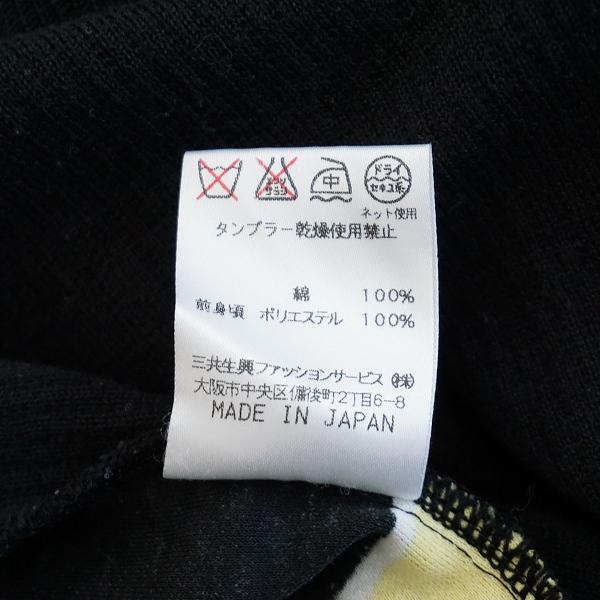 エンソ サラシ 中 ドライ セキユ系
ネット使用
タンブラー乾燥使用禁止
綿 100%
前身頃 ポリエステル 100%
三共生興ファッションサービス ㈱
大阪市中央区備後町2丁目6-8
MADE IN JAPAN